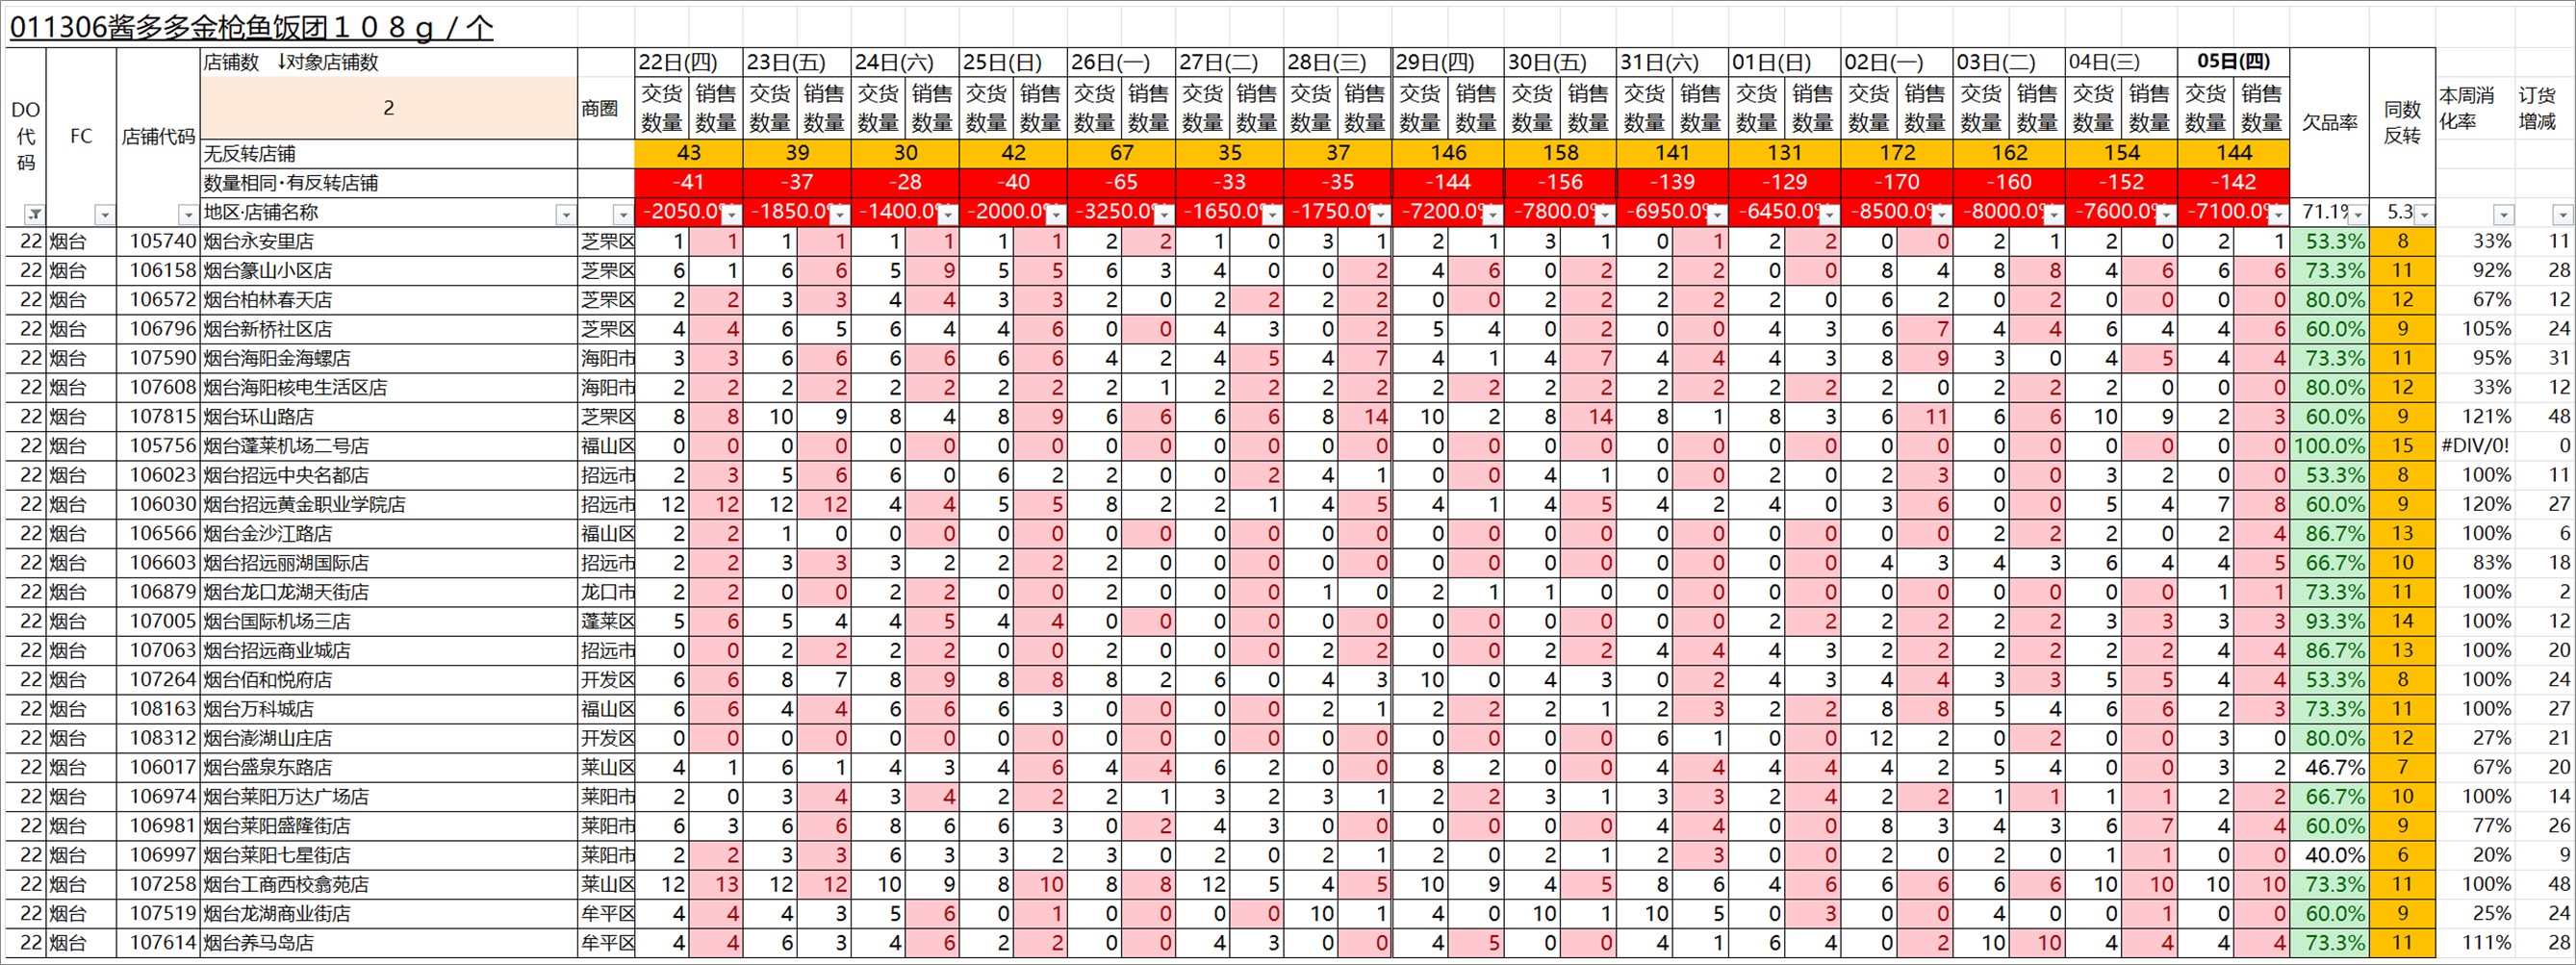 011306酱多多金枪鱼饭团１０８ｇ／个
DO代码 FC 店铺代码 店铺数 ↓对象店铺数 商圈 22日(四) 23日(五) 24日(六) 25日(日) 26日(一) 27日(二) 28日(三) 29日(四) 30日(五) 31日(六) 01日(日) 02日(一) 03日(二) 04日(三) 05日(四) 欠品率 同数反转 本周消化率 订货增减
2 交货数量 销售数量 交货数量 销售数量 交货数量 销售数量 交货数量 销售数量 交货数量 销售数量 交货数量 销售数量 交货数量 销售数量 交货数量 销售数量 交货数量 销售数量 交货数量 销售数量 交货数量 销售数量 交货数量 销售数量 交货数量 销售数量 交货数量 销售数量 交货数量 销售数量
无反转店铺 43 39 30 42 67 35 37 146 158 141 131 172 162 154 144
数量相同·有反转店铺 -41 -37 -28 -40 -65 -33 -35 -144 -156 -139 -129 -170 -160 -152 -142
地区·店铺名称 -2050.0% -1850.0% -1400.0% -2000.0% -3250.0% -1650.0% -1750.0% -7200.0% -7800.0% -6950.0% -6450.0% -8500.0% -8000.0% -7600.0% -7100.0% 71.1% 5.3
22 烟台 105740 烟台永安里店 芝罘区 1 1 1 1 1 1 1 1 2 2 1 0 3 1 2 1 3 1 0 1 2 2 0 0 2 1 2 0 2 1 53.3% 8 33% 11
22 烟台 106158 烟台篆山小区店 芝罘区 6 1 6 6 5 9 5 5 6 3 4 0 0 2 4 6 0 2 2 2 0 0 8 4 8 8 4 6 6 6 73.3% 11 92% 28
22 烟台 106572 烟台柏林春天店 芝罘区 2 2 3 3 4 4 3 3 2 0 2 2 2 2 0 0 2 2 2 2 2 0 6 2 0 2 0 0 0 0 80.0% 12 67% 12
22 烟台 106796 烟台新桥社区店 芝罘区 4 4 6 5 6 4 4 6 0 0 4 3 0 2 5 4 0 2 0 0 4 3 6 7 4 4 6 4 4 6 60.0% 9 105% 24
22 烟台 107590 烟台海阳金海螺店 海阳市 3 3 6 6 6 6 6 6 4 2 4 5 4 7 4 1 4 7 4 4 4 3 8 9 3 0 4 5 4 4 73.3% 11 95% 31
22 烟台 107608 烟台海阳核电生活区店 海阳市 2 2 2 2 2 2 2 2 2 1 2 2 2 2 2 2 2 2 2 2 2 2 2 0 2 2 2 0 0 0 80.0% 12 33% 12
22 烟台 107815 烟台环山路店 芝罘区 8 8 10 9 8 4 8 9 6 6 6 6 8 14 10 2 8 14 8 1 8 3 6 11 6 6 10 9 2 3 60.0% 9 121% 48
22 烟台 105756 烟台蓬莱机场二号店 福山区 0 0 0 0 0 0 0 0 0 0 0 0 0 0 0 0 0 0 0 0 0 0 0 0 0 0 0 0 0 0 100.0% 15 #DIV/0! 0
22 烟台 106023 烟台招远中央名都店 招远市 2 3 5 6 6 0 6 2 2 0 0 2 4 1 0 0 4 1 0 0 2 0 2 3 0 0 3 2 0 0 53.3% 8 100% 11
22 烟台 106030 烟台招远黄金职业学院店 招远市 12 12 12 12 4 4 5 5 8 2 2 1 4 5 4 1 4 5 4 2 4 0 3 6 0 0 5 4 7 8 60.0% 9 120% 27
22 烟台 106566 烟台金沙江路店 福山区 2 2 1 0 0 0 0 0 0 0 0 0 0 0 0 0 0 0 0 0 0 0 0 0 2 2 2 0 2 4 86.7% 13 100% 6
22 烟台 106603 烟台招远丽湖国际店 招远市 2 2 3 3 3 2 2 2 2 0 0 0 0 0 0 0 0 0 0 0 0 0 4 3 4 3 6 4 4 5 66.7% 10 83% 18
22 烟台 106879 烟台龙口龙湖天街店 龙口市 2 2 0 0 2 2 0 0 2 0 0 0 1 0 2 1 1 0 0 0 0 0 0 0 0 0 0 0 1 1 73.3% 11 100% 2
22 烟台 107005 烟台国际机场三店 蓬莱区 5 6 5 4 4 5 4 4 0 0 0 0 0 0 0 0 0 0 0 0 2 2 2 2 2 2 3 3 3 3 93.3% 14 100% 12
22 烟台 107063 烟台招远商业城店 招远市 0 0 2 2 2 2 0 0 2 0 0 0 2 2 0 0 2 2 4 4 4 3 2 2 2 2 2 2 4 4 86.7% 13 100% 20
22 烟台 107264 烟台佰和悦府店 开发区 6 6 8 7 8 9 8 8 8 2 6 0 4 3 10 0 4 3 0 2 4 3 4 4 3 3 5 5 4 4 53.3% 8 100% 24
22 烟台 108163 烟台万科城店 福山区 6 6 4 4 6 6 6 3 0 0 0 0 2 1 2 2 2 1 2 3 2 2 8 8 5 4 6 6 2 3 73.3% 11 100% 27
22 烟台 108312 烟台澎湖山庄店 开发区 0 0 0 0 0 0 0 0 0 0 0 0 0 0 0 0 0 0 6 1 0 0 12 2 0 2 0 0 3 0 80.0% 12 27% 21
22 烟台 106017 烟台盛泉东路店 莱山区 4 1 6 1 4 3 4 6 4 4 6 2 0 0 8 2 0 0 4 4 4 4 4 2 5 4 0 0 3 2 46.7% 7 67% 20
22 烟台 106974 烟台莱阳万达广场店 莱阳市 2 0 3 4 3 4 2 2 2 1 3 2 3 1 2 2 3 1 3 3 2 4 2 2 1 1 1 1 2 2 66.7% 10 100% 14
22 烟台 106981 烟台莱阳盛隆街店 莱阳市 6 3 6 6 8 6 6 3 0 2 4 3 0 0 0 0 0 0 4 4 0 0 8 3 4 3 6 7 4 4 60.0% 9 77% 26
22 烟台 106997 烟台莱阳七星街店 莱阳市 2 2 3 3 6 3 3 2 3 0 2 0 2 1 2 0 2 1 2 3 0 0 2 0 2 0 1 1 0 0 40.0% 6 20% 9
22 烟台 107258 烟台工商西校翕苑店 莱山区 12 13 12 12 10 9 8 10 8 8 12 5 4 5 10 9 4 5 8 6 4 6 6 6 6 6 10 10 10 10 73.3% 11 100% 48
22 烟台 107519 烟台龙湖商业街店 牟平区 4 4 4 3 5 6 0 1 0 0 0 0 10 1 4 0 10 1 10 5 0 3 0 0 4 0 0 1 0 0 60.0% 9 25% 24
22 烟台 107614 烟台养马岛店 牟平区 4 4 6 3 4 6 2 2 0 0 4 3 0 0 4 5 0 0 4 1 6 4 0 2 10 10 4 4 4 4 73.3% 11 111% 28